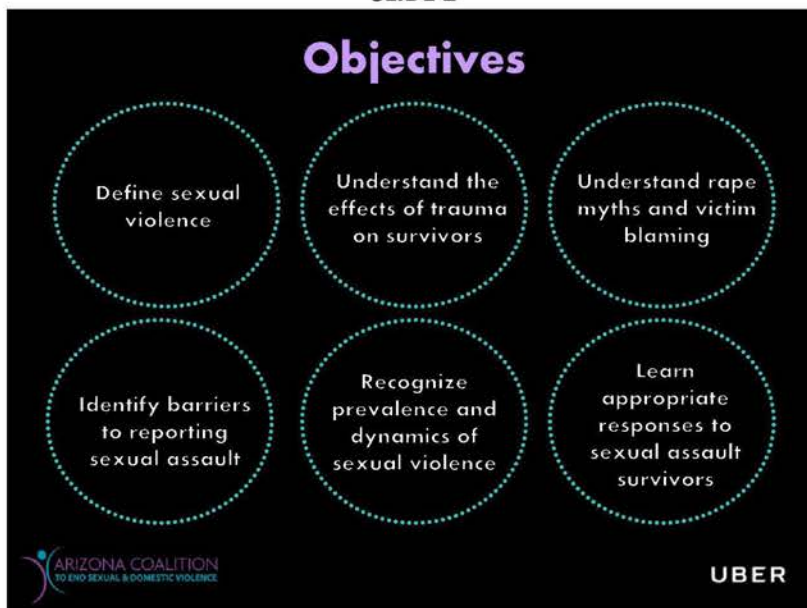 Objectives
Define sexual
violence
Understand the
effects of trauma
on survivors
Understand rape
myths and victim
blaming
Identify barriers
to reporting
sexual assault
Recognize
prevalence and
dynamics of
sexual violence
Learn
appropriate
responses to
sexual assault
survivors
ARIZONA COALITION
TO END SEXUAL & DOMESTIC VIOLENCE
UBER